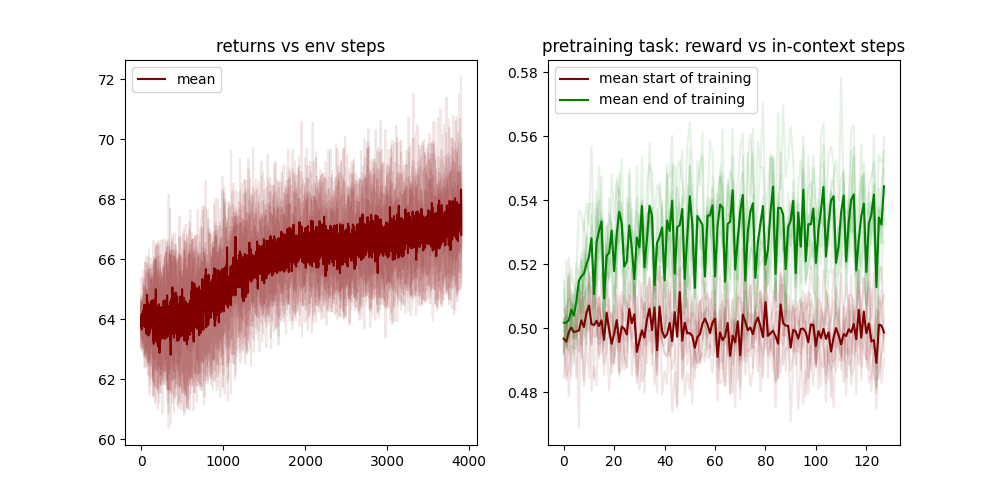 returns vs env steps
mean
72
70
68
66
64
62
60
0 1000 2000 3000 4000
pretraining task: reward vs in-context steps
mean start of training
mean end of training
0.58
0.56
0.54
0.52
0.50
0.48
0 20 40 60 80 100 120